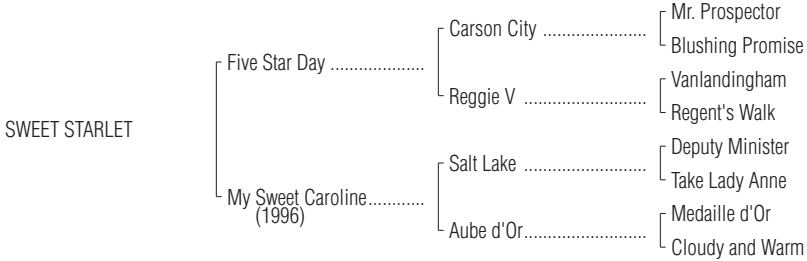 Mr. Prospector
Carson City ......................
Blushing Promise
Five Star Day ....................
Vanlandingham
Reggie V ..........................
Regent's Walk
SWEET STARLET
Deputy Minister
Salt Lake ..........................
Take Lady Anne
My Sweet Caroline............
(1996)
Medaille d'Or
Aube d'Or..........................
Cloudy and Warm